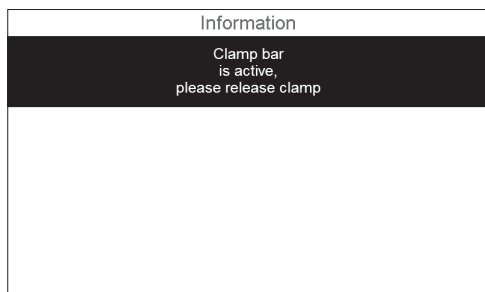 Information
Clamp bar
is active,
please release clamp